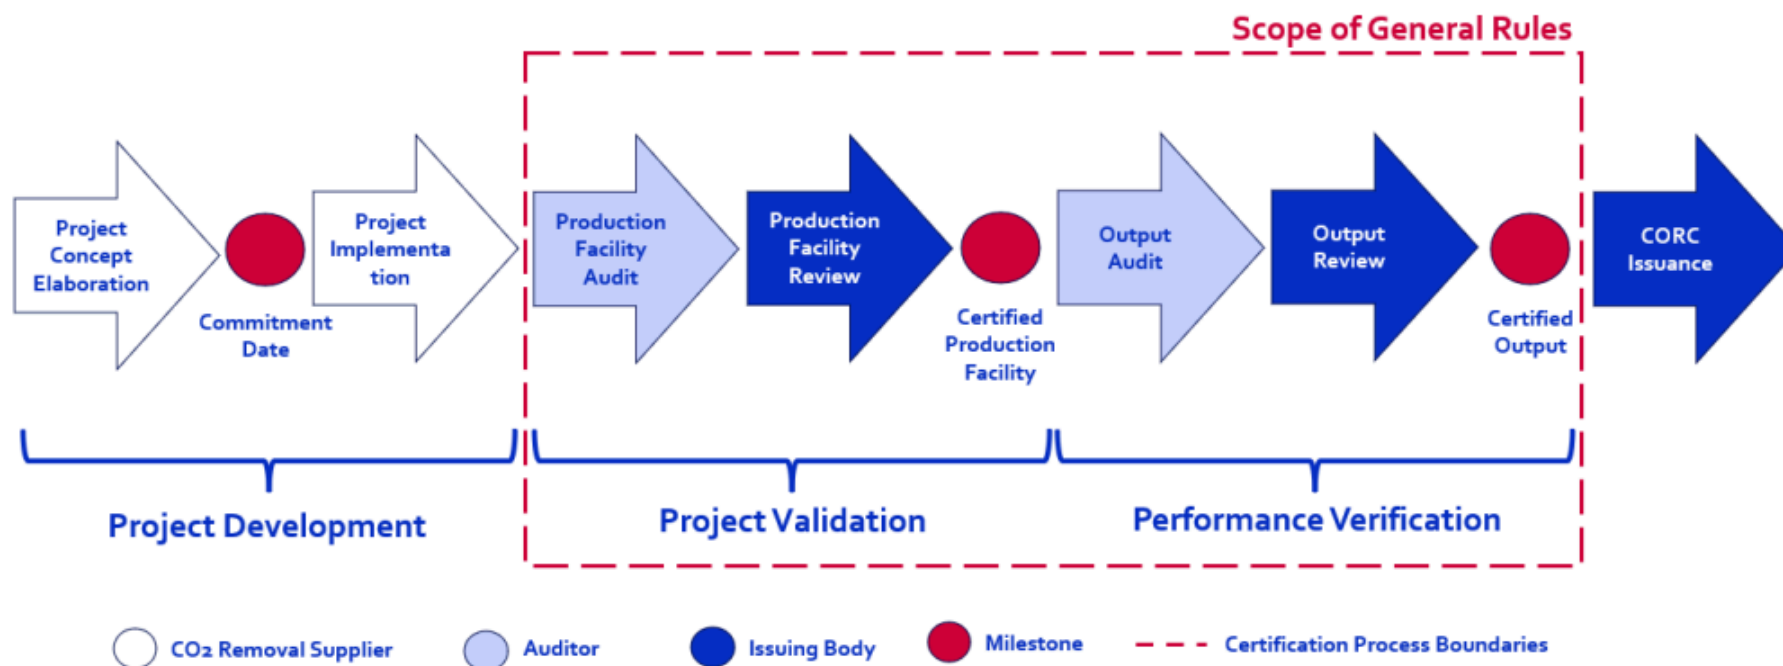 Scope of General Rules
Project
Concept
Elaboration
Commitment
Date
Project
Implementa
tion
Production
Facility
Audit
Production
Facility
Review
Certified
Production
Facility
Output
Audit
Output
Review
Certified
Output
CORC
Issuance
Project Development
Project Validation
Performance Verification
CO2 Removal Supplier
Auditor
Issuing Body
Milestone
Certification Process Boundaries